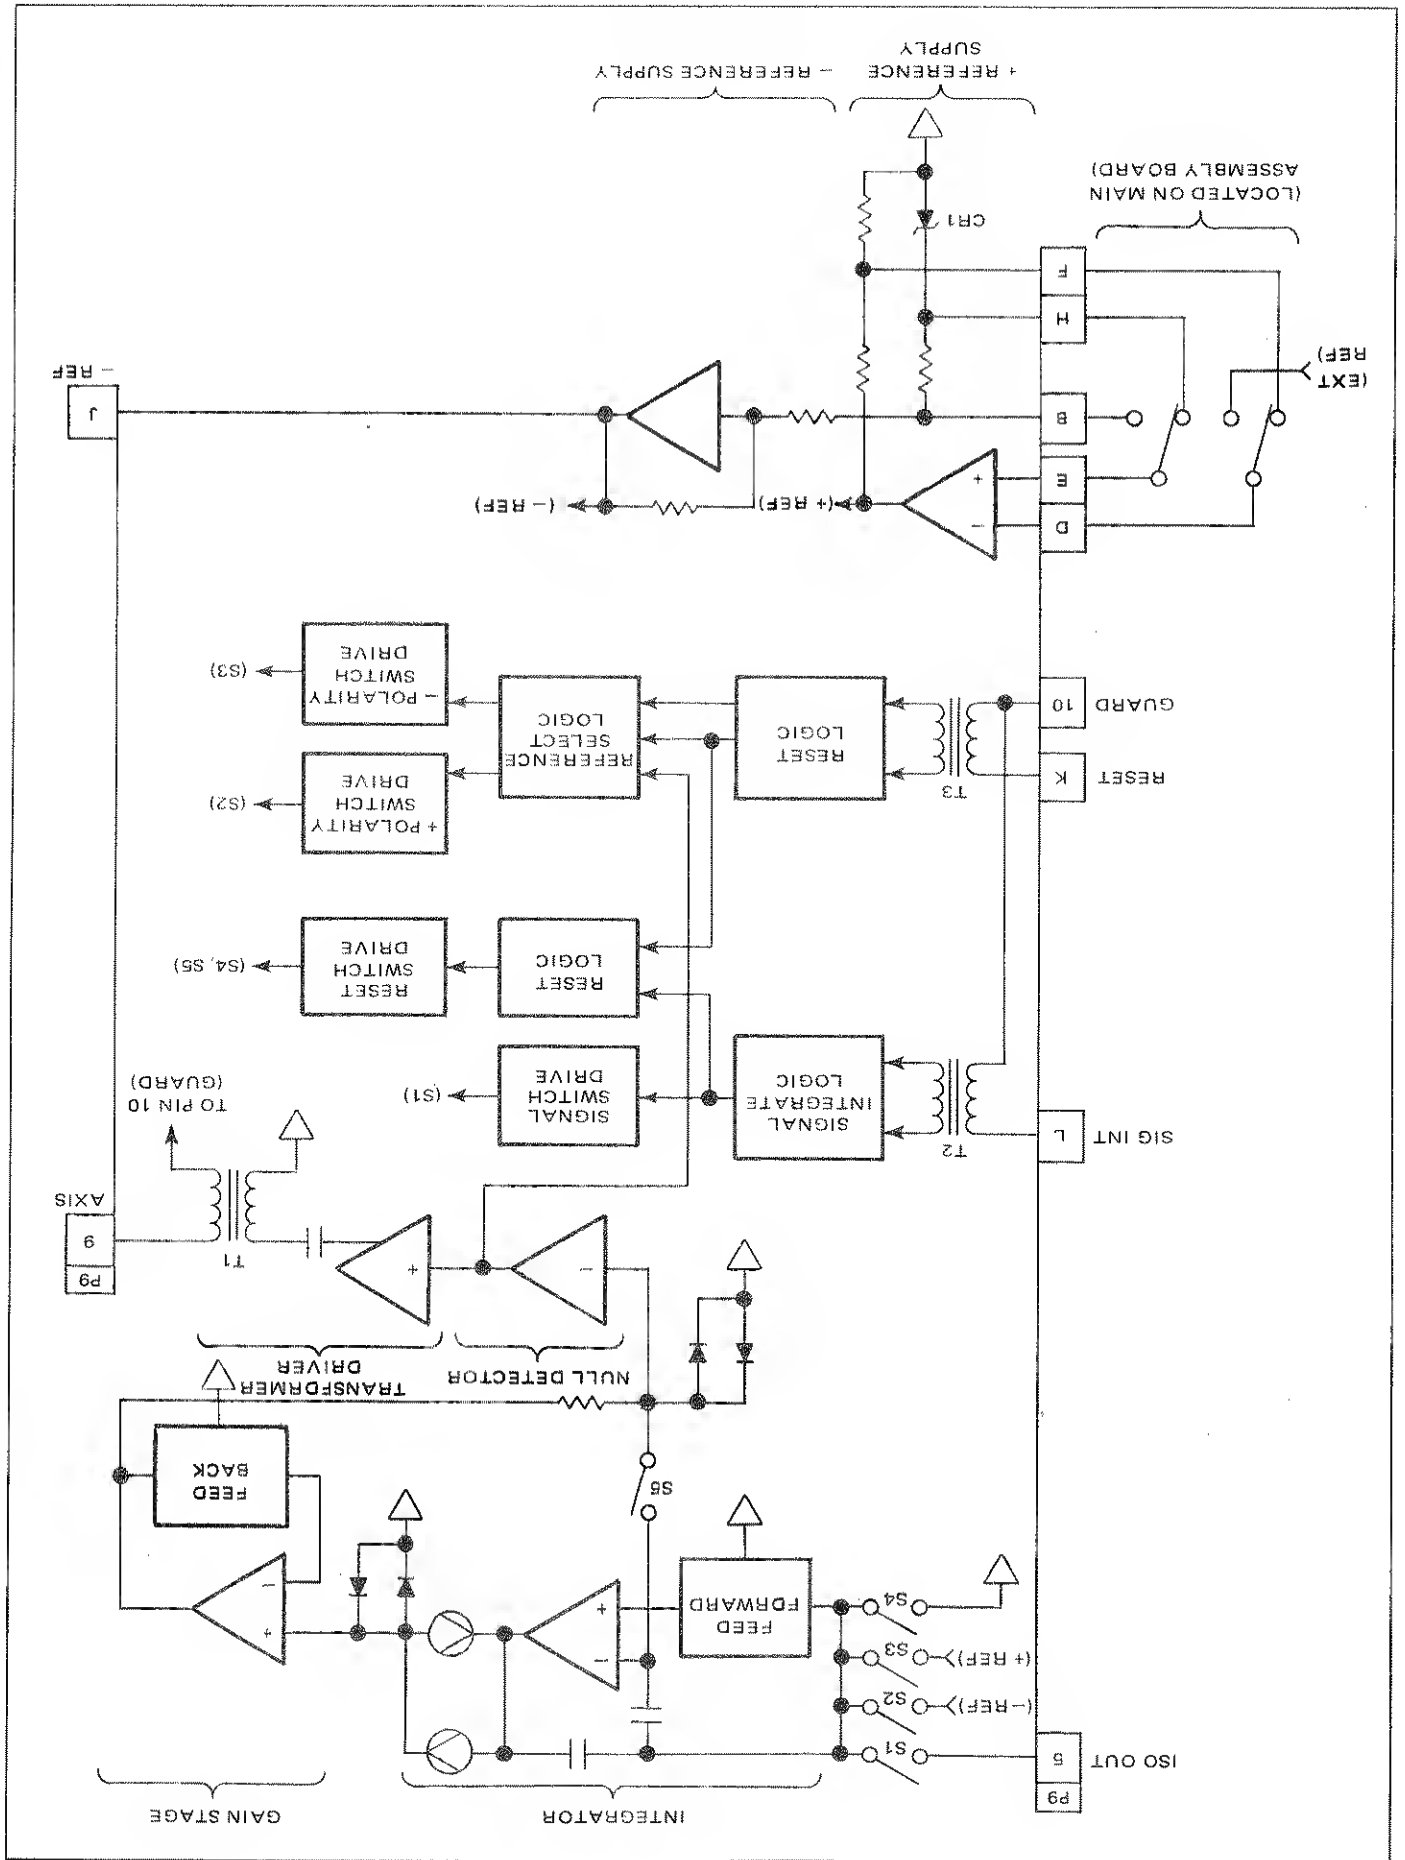 GAIN STAGE
INTEGRATOR
P9
5
ISO OUT
S1
(-REF)
S2
(+ REF)
S3
S4
FEED
FORWARD
-
+
+
-
S5
FEED
BACK
NULL DETECTOR
TRANSFORMER
DRIVER
-
+
T1
P9
9
AXIS
TO PIN 10
(GUARD)
SIG INT
L
T2
SIGNAL
INTEGRATE
LOGIC
SIGNAL
SWITCH
DRIVE
(S1)
RESET
LOGIC
RESET
SWITCH
DRIVE
(S4, S5)
RESET
K
GUARD
10
T3
RESET
LOGIC
REFERENCE
SELECT
LOGIC
+ POLARITY
SWITCH
DRIVE
(S2)
- POLARITY
SWITCH
DRIVE
(S3)
D
E
B
H
F
-
+
(+ REF)
(- REF)
J
- REF
(EXT
REF)
CR1
(LOCATED ON MAIN
ASSEMBLY BOARD)
+ REFERENCE
SUPPLY
- REFERENCE SUPPLY